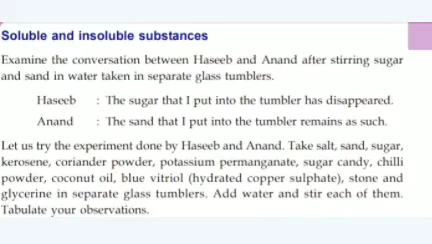 Soluble and insoluble substances
Examine the conversation between Haseeb and Anand after stirring sugar
and sand in water taken in separate glass tumblers.
Haseeb : The sugar that I put into the tumbler has disappeared.
Anand : The sand that I put into the tumbler remains as such.
Let us try the experiment done by Haseeb and Anand. Take salt, sand, sugar,
kerosene, coriander powder, potassium permanganate, sugar candy, chilli
powder, coconut oil, blue vitriol (hydrated copper sulphate), stone and
glycerine in separate glass tumblers. Add water and stir each of them.
Tabulate your observations.